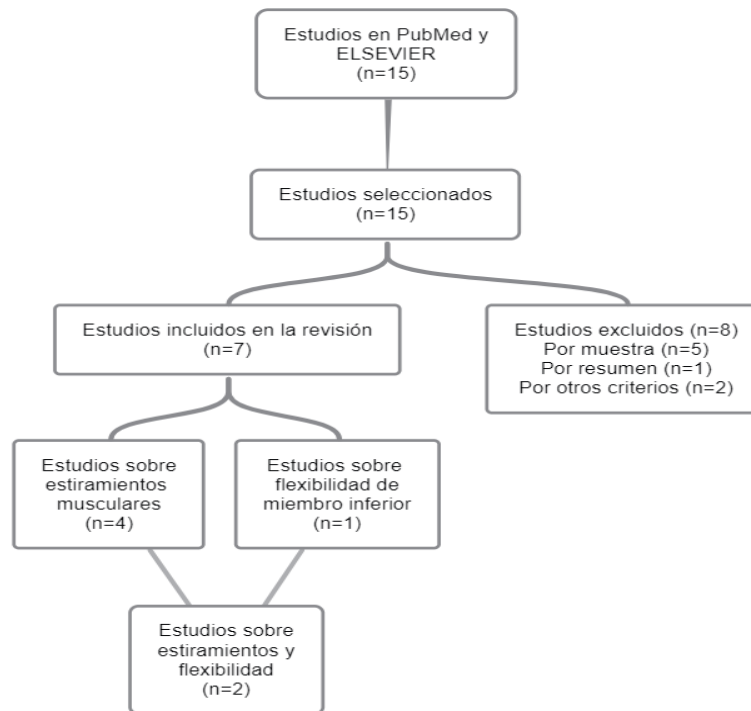 Estudios en PubMed y
ELSEVIER
(n=15)
Estudios seleccionados
(n=15)
Estudios incluidos en la revisión
(n=7)
Estudios excluidos (n=8)
Por muestra (n=5)
Por resumen (n=1)
Por otros criterios (n=2)
Estudios sobre
estiramientos
musculares
(n=4)
Estudios sobre
flexibilidad de
miembro inferior
(n=1)
Estudios sobre
estiramientos y
flexibilidad
(n=2)